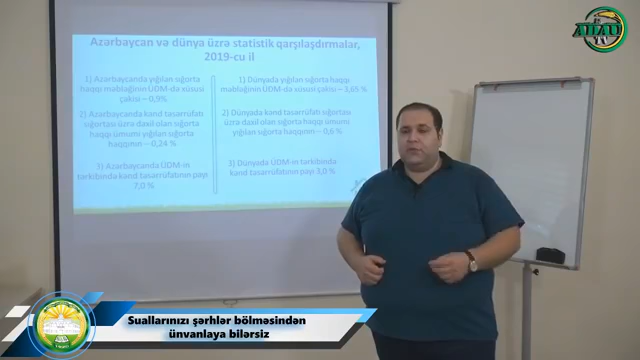 ADAU
TV
Azərbaycan və dünya üzrə statistik qarşılaşdırmalar,
2019-cu il
1) Azərbaycanda yığılan sığorta
haqqı məbləğinin ÜDM-də xüsusi
çəkisi – 0,9%
2) Azərbaycanda kənd təsərrüfatı
sığortası üzrə daxil olan sığorta
haqqı ümumi yığılan sığorta
haqqının – 0,24 %
3) Azərbaycanda ÜDM-in
tərkibində kənd təsərrüfatının payı
7,0 %
1) Dünyada yığılan sığorta haqqı
məbləğinin ÜDM-də xüsusi çəkisi – 3,65 %
2) Dünyada kənd təsərrüfatı sığortası
üzrə daxil olan sığorta haqqı ümumi
yığılan sığorta haqqının – 0,6 %
3) Dünyada ÜDM-in tərkibində
kənd təsərrüfatının payı 3,0 %
Suallarınızı şərhlər bölməsindən
ünvanlaya bilərsiz